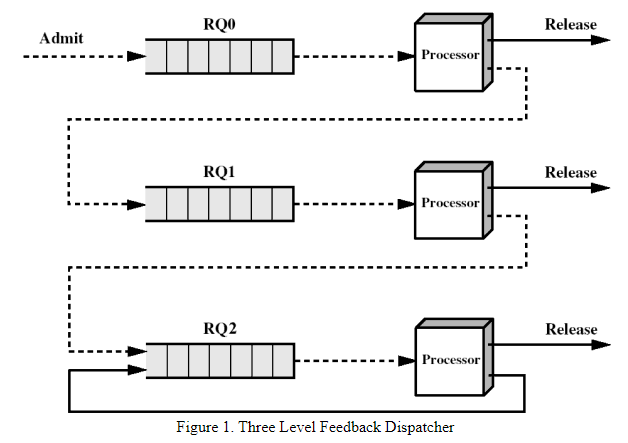 RQ0
Admit
Release
Processor
RQ1
Release
Processor
RQ2
Release
Processor
Figure 1. Three Level Feedback Dispatcher